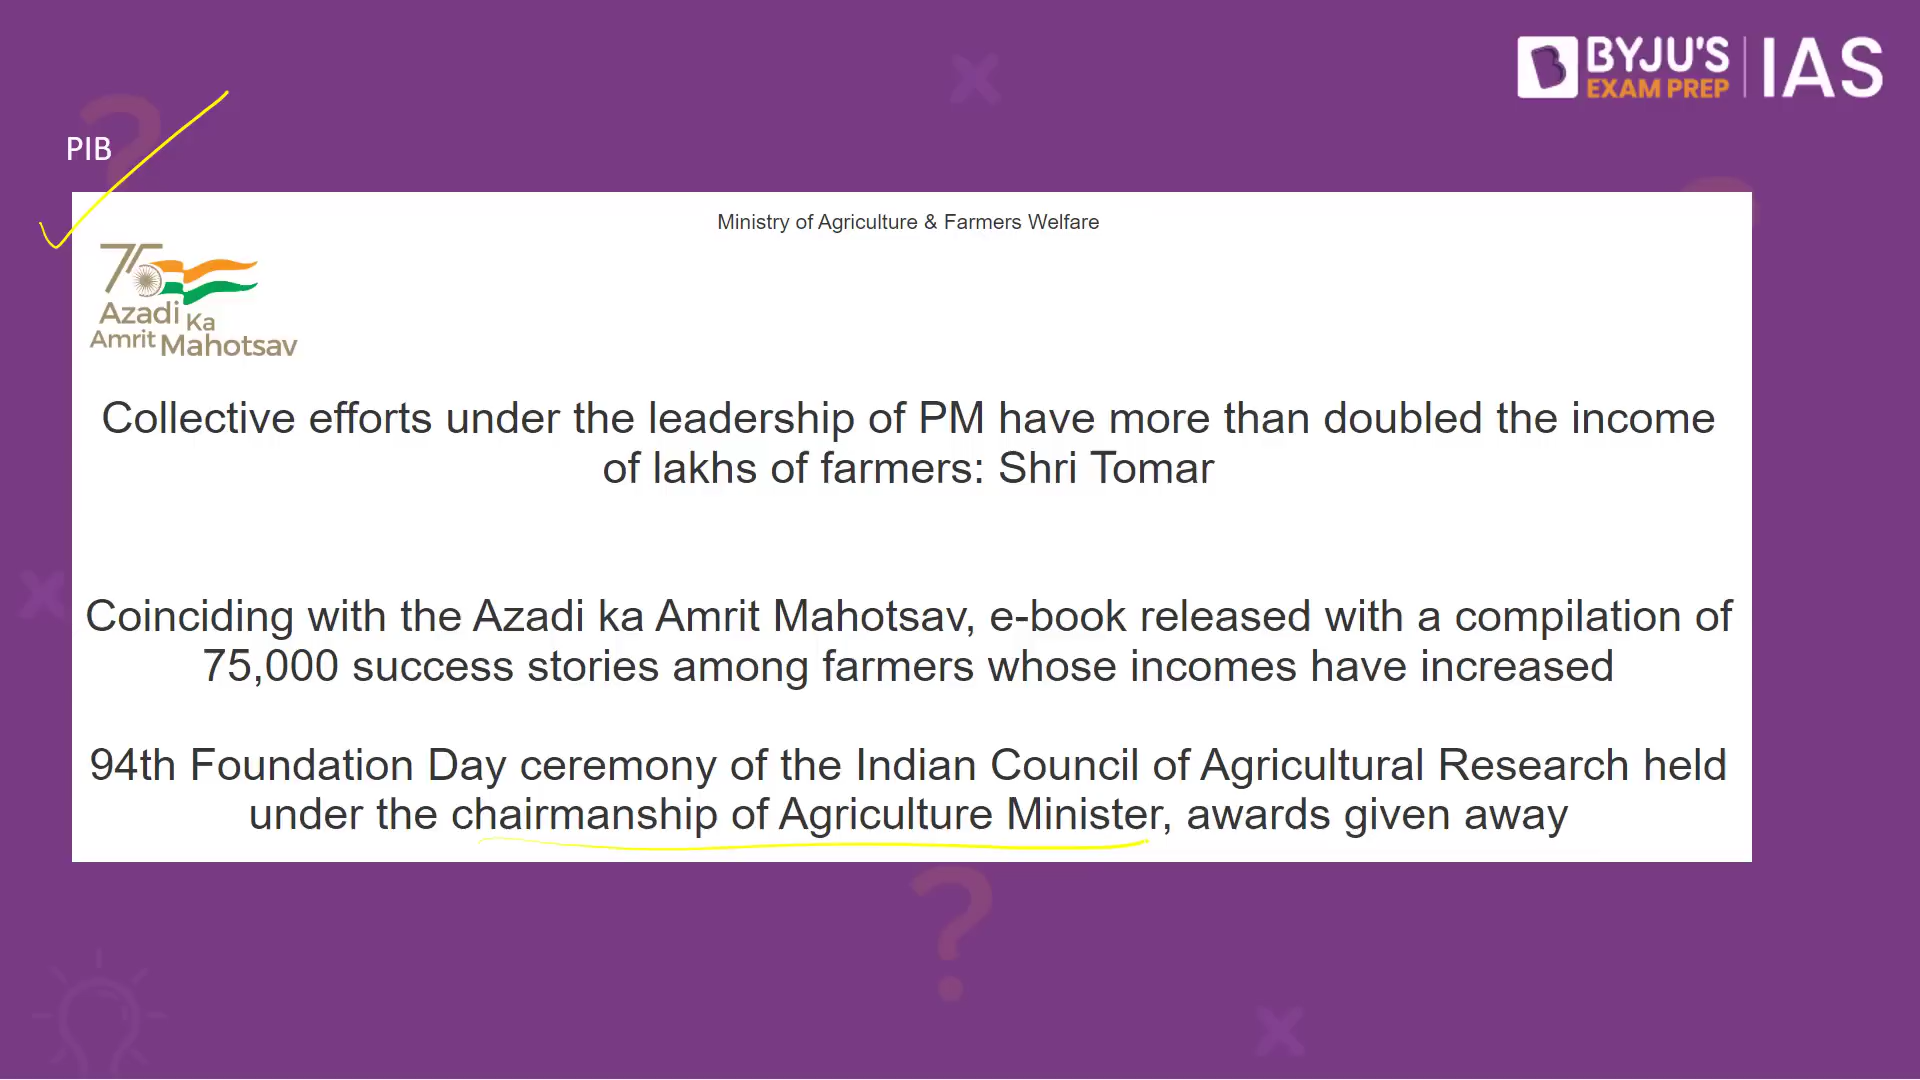 BYJU'S
EXAM PREP
IAS
PIB
Ministry of Agriculture & Farmers Welfare
75
Azadi Ka
Amrit Mahotsav
Collective efforts under the leadership of PM have more than doubled the income
of lakhs of farmers: Shri Tomar
Coinciding with the Azadi ka Amrit Mahotsav, e-book released with a compilation of
75,000 success stories among farmers whose incomes have increased
94th Foundation Day ceremony of the Indian Council of Agricultural Research held
under the chairmanship of Agriculture Minister, awards given away